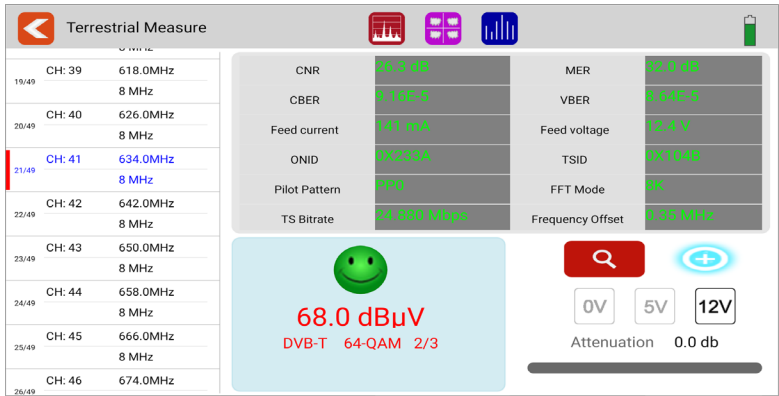 Terrestrial Measure
8 MHz
19/49 CH: 39 618.0MHz
8 MHz
20/49 CH: 40 626.0MHz
8 MHz
21/49 CH: 41 634.0MHz
8 MHz
22/49 CH: 42 642.0MHz
8 MHz
23/49 CH: 43 650.0MHz
8 MHz
24/49 CH: 44 658.0MHz
8 MHz
25/49 CH: 45 666.0MHz
8 MHz
26/49 CH: 46 674.0MHz
CNR 26.3 dB MER 32.0 dB
CBER 9.16E-5 VBER 8.64E-5
Feed current 141 mA Feed voltage 12.4 V
ONID 0X233A TSID 0X104B
Pilot Pattern PP0 FFT Mode 8K
TS Bitrate 24.880 Mbps Frequency Offset 0.35 MHz
68.0 dBµV
DVB-T 64-QAM 2/3
0V 5V 12V
Attenuation 0.0 db